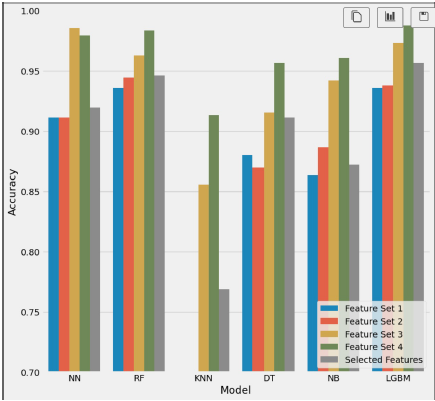 1.00
0.95
0.90
0.85
0.80
0.75
0.70
Accuracy
NN RF KNN DT NB LGBM
Model
Feature Set 1
Feature Set 2
Feature Set 3
Feature Set 4
Selected Features